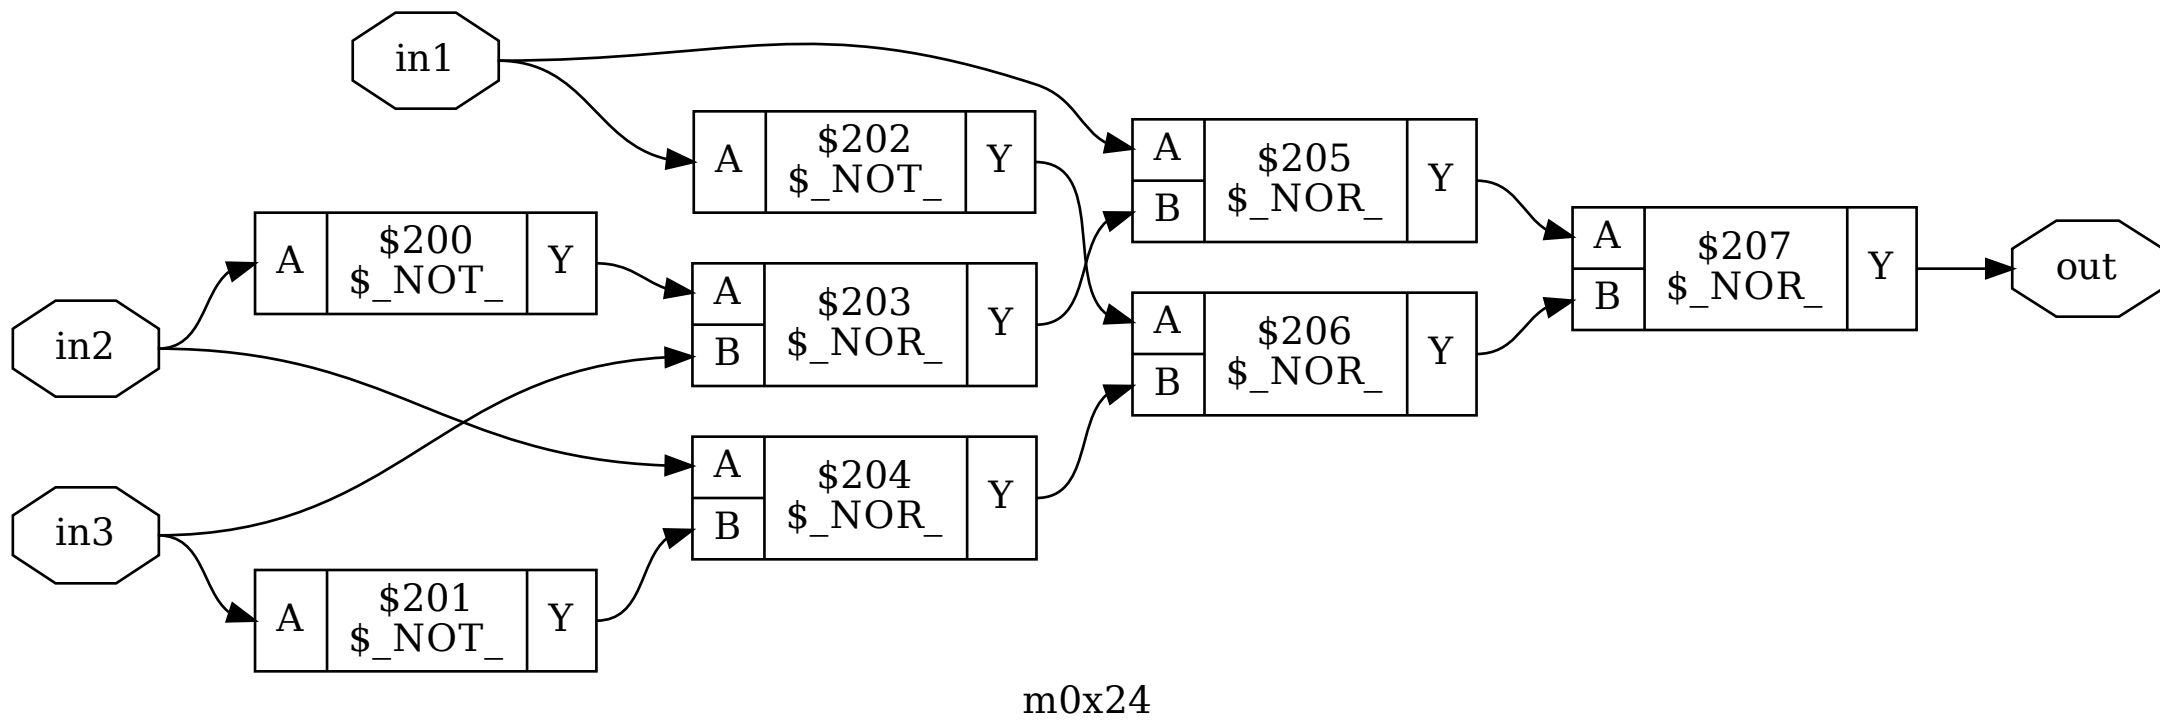 in1
A
$202
$_NOT_
Y
A
B
$205
$_NOR_
Y
in2
A
$200
$_NOT_
Y
A
B
$203
$_NOR_
Y
A
B
$206
$_NOR_
Y
A
B
$207
$_NOR_
Y
out
in3
A
B
$204
$_NOR_
Y
A
$201
$_NOT_
Y
m0x24